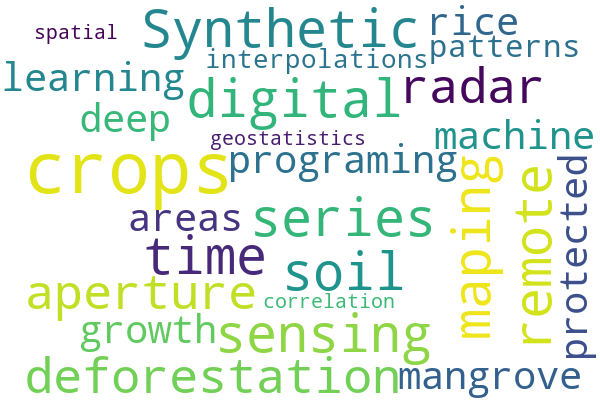 spatial
Synthetic
rice
patterns
interpolations
learning
radar
digital
deep
geostatistics
machine
crops
programing
areas
series
maping
remote
protected
time
soil
aperture
correlation
growth
sensing
deforestation
mangrove